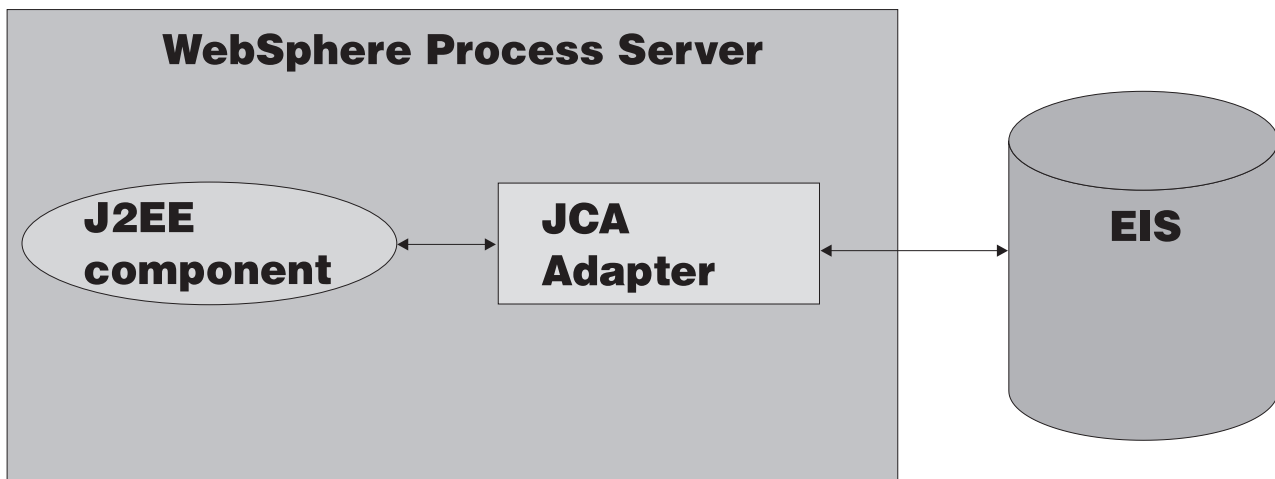 WebSphere Process Server
J2EE
component
JCA
Adapter
EIS